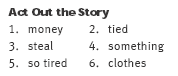 Act Out the Story
1. money 2. tied
3. steal 4. something
5. so tired 6. clothes